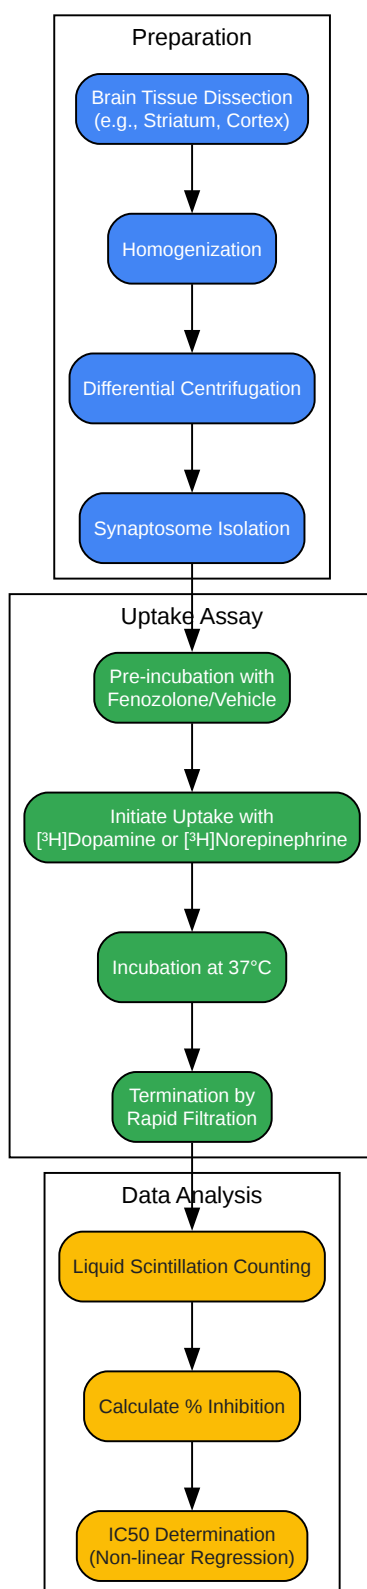 Preparation
Brain Tissue Dissection
(e.g., Striatum, Cortex)
Homogenization
Differential Centrifugation
Synaptosome Isolation
Uptake Assay
Pre-incubation with
Fenozolone/Vehicle
Initiate Uptake with
[³H]Dopamine or [³H]Norepinephrine
Incubation at 37°C
Termination by
Rapid Filtration
Data Analysis
Liquid Scintillation Counting
Calculate % Inhibition
IC50 Determination
(Non-linear Regression)